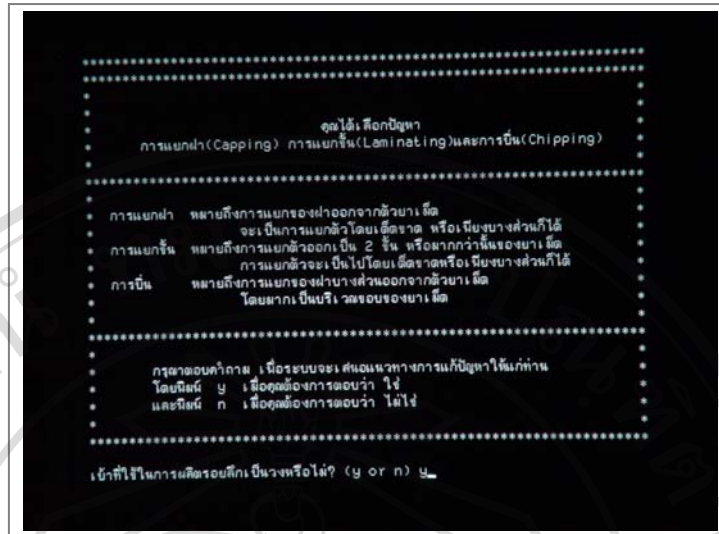 ******************************************************************
******************************************************************
คุณได้เลือกปัญหา
การแยกฝา(Capping) การแยกชั้น(Laminating)และการบิ่น(Chipping)
******************************************************************
การแยกฝา หมายถึงการแยกของฝาออกจากตัวยาเม็ด
จะเป็นการแยกตัวโดยเด็ดขาด หรือเพียงบางส่วนก็ได้
การแยกชั้น หมายถึงการแยกตัวออกเป็น 2 ชั้น หรือมากกว่านั้นของยาเม็ด
การแยกตัวจะเป็นไปโดยเด็ดขาดหรือเพียงบางส่วนก็ได้
การบิ่น หมายถึงการแยกของฝาบางส่วนออกจากตัวยาเม็ด
โดยมากเป็นบริเวณขอบของยาเม็ด
******************************************************************
กรุณาตอบคำถาม เพื่อระบบจะเสนอแนวทางการแก้ปัญหาให้แก่ท่าน
โดยพิมพ์ y เมื่อคุณต้องการตอบว่า ใช่
และพิมพ์ n เมื่อคุณต้องการตอบว่า ไม่ใช่
******************************************************************
เบ้าที่ใช้ในการผลิตรอยสึกเป็นวงหรือไม่? (y or n) y_